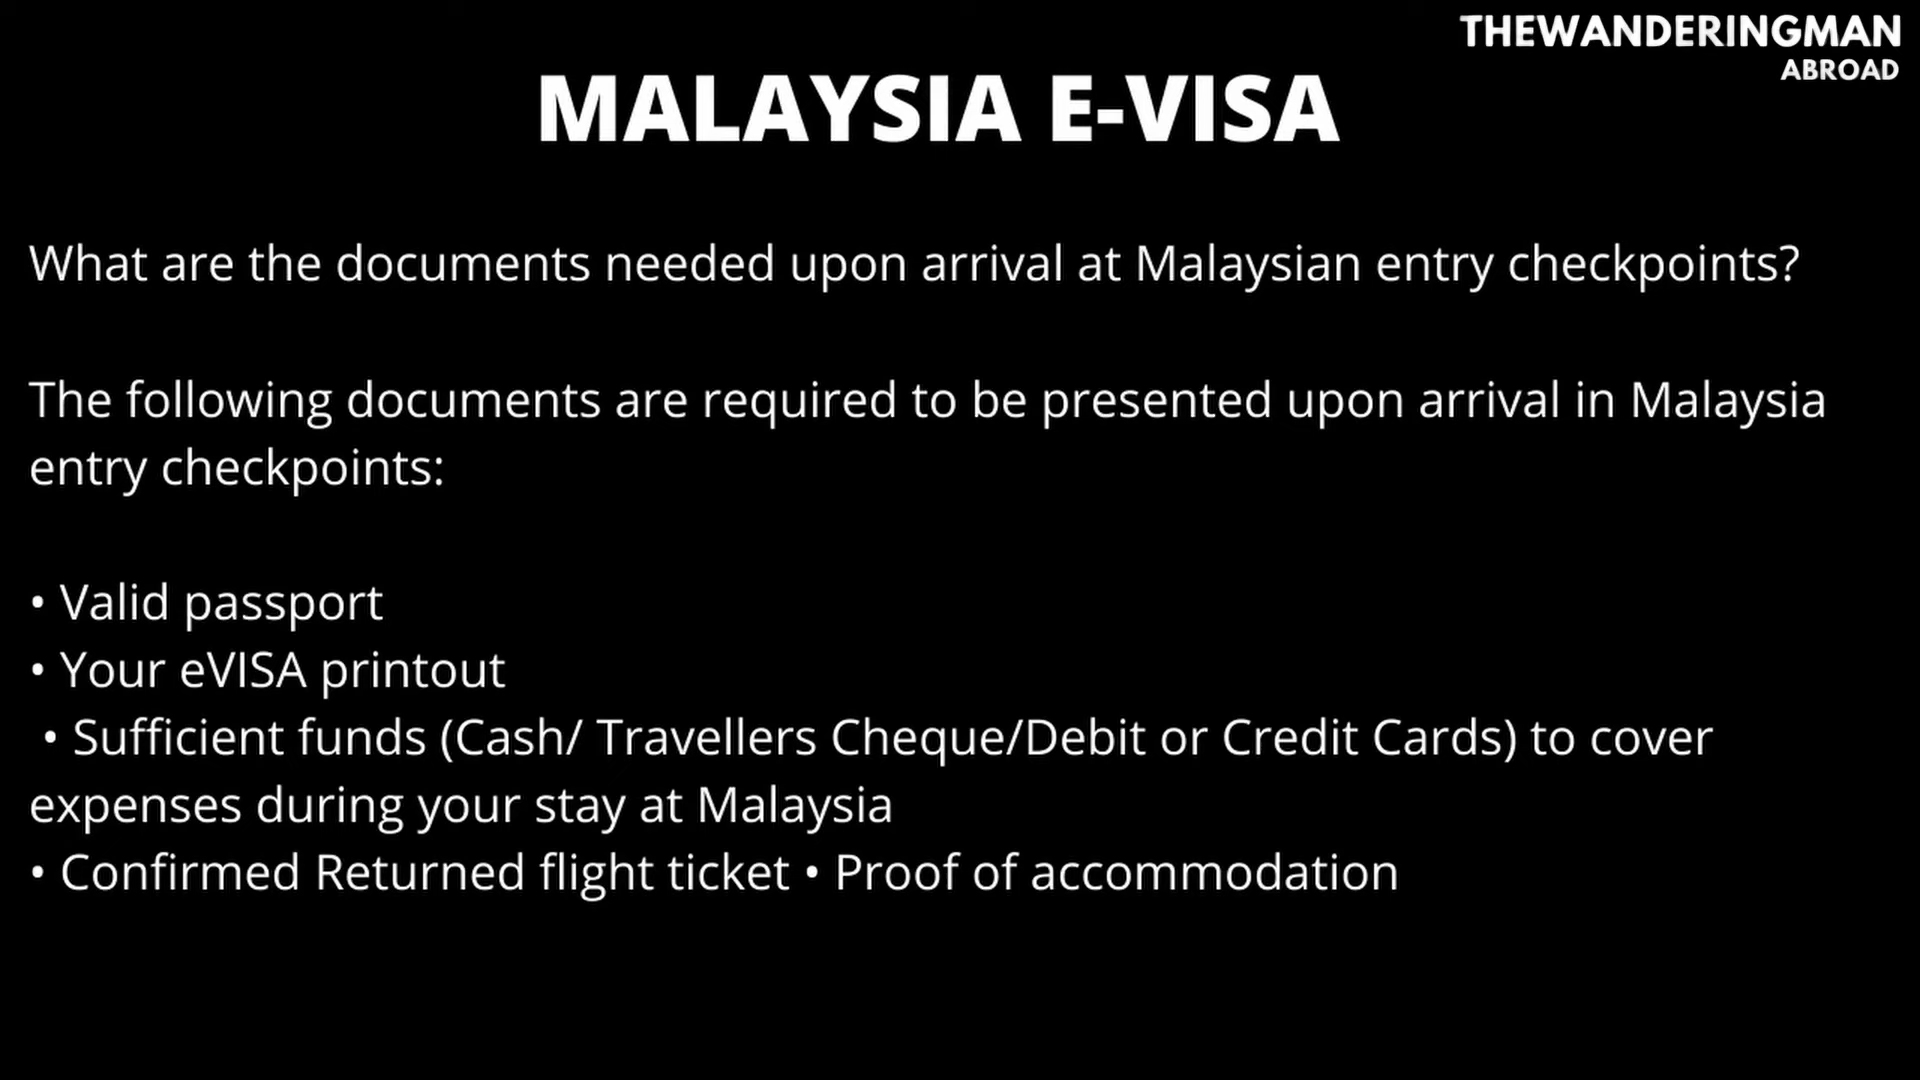 THEWANDERINGMAN
ABROAD
MALAYSIA E-VISA
What are the documents needed upon arrival at Malaysian entry checkpoints?
The following documents are required to be presented upon arrival in Malaysia
entry checkpoints:
• Valid passport
• Your eVISA printout
• Sufficient funds (Cash/ Travellers Cheque/Debit or Credit Cards) to cover
expenses during your stay at Malaysia
• Confirmed Returned flight ticket • Proof of accommodation